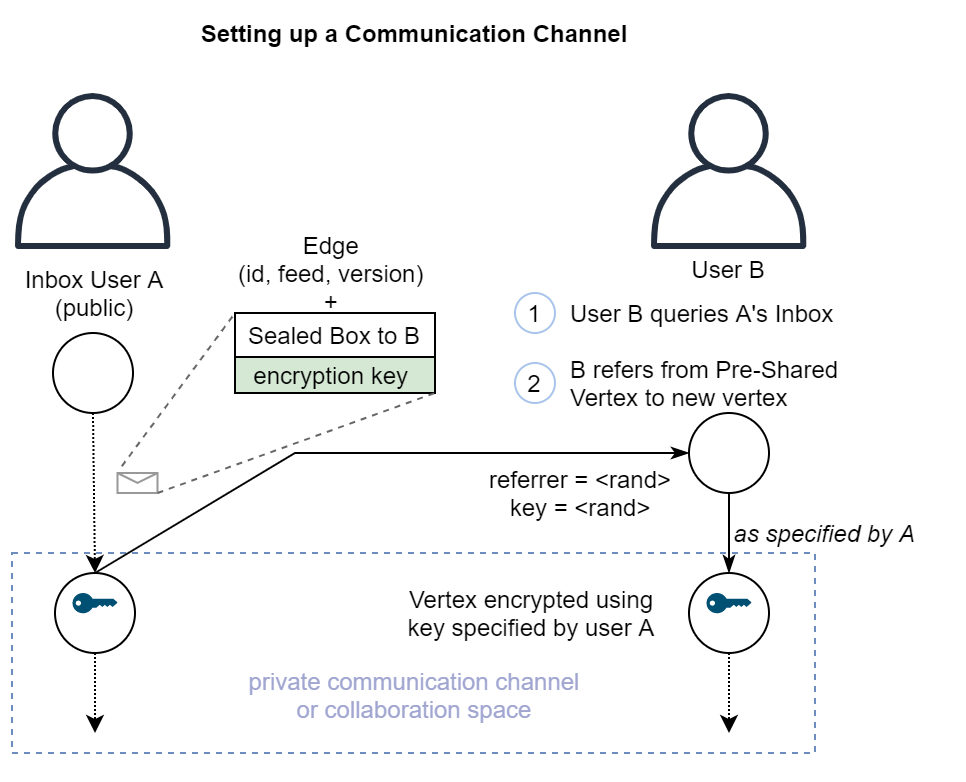 Setting up a Communication Channel
Inbox User A
(public)
Edge
(id, feed, version)
+
Sealed Box to B
encryption key
User B
1 User B queries A's Inbox
2 B refers from Pre-Shared
Vertex to new vertex
referrer = <rand>
key = <rand>
as specified by A
Vertex encrypted using
key specified by user A
private communication channel
or collaboration space